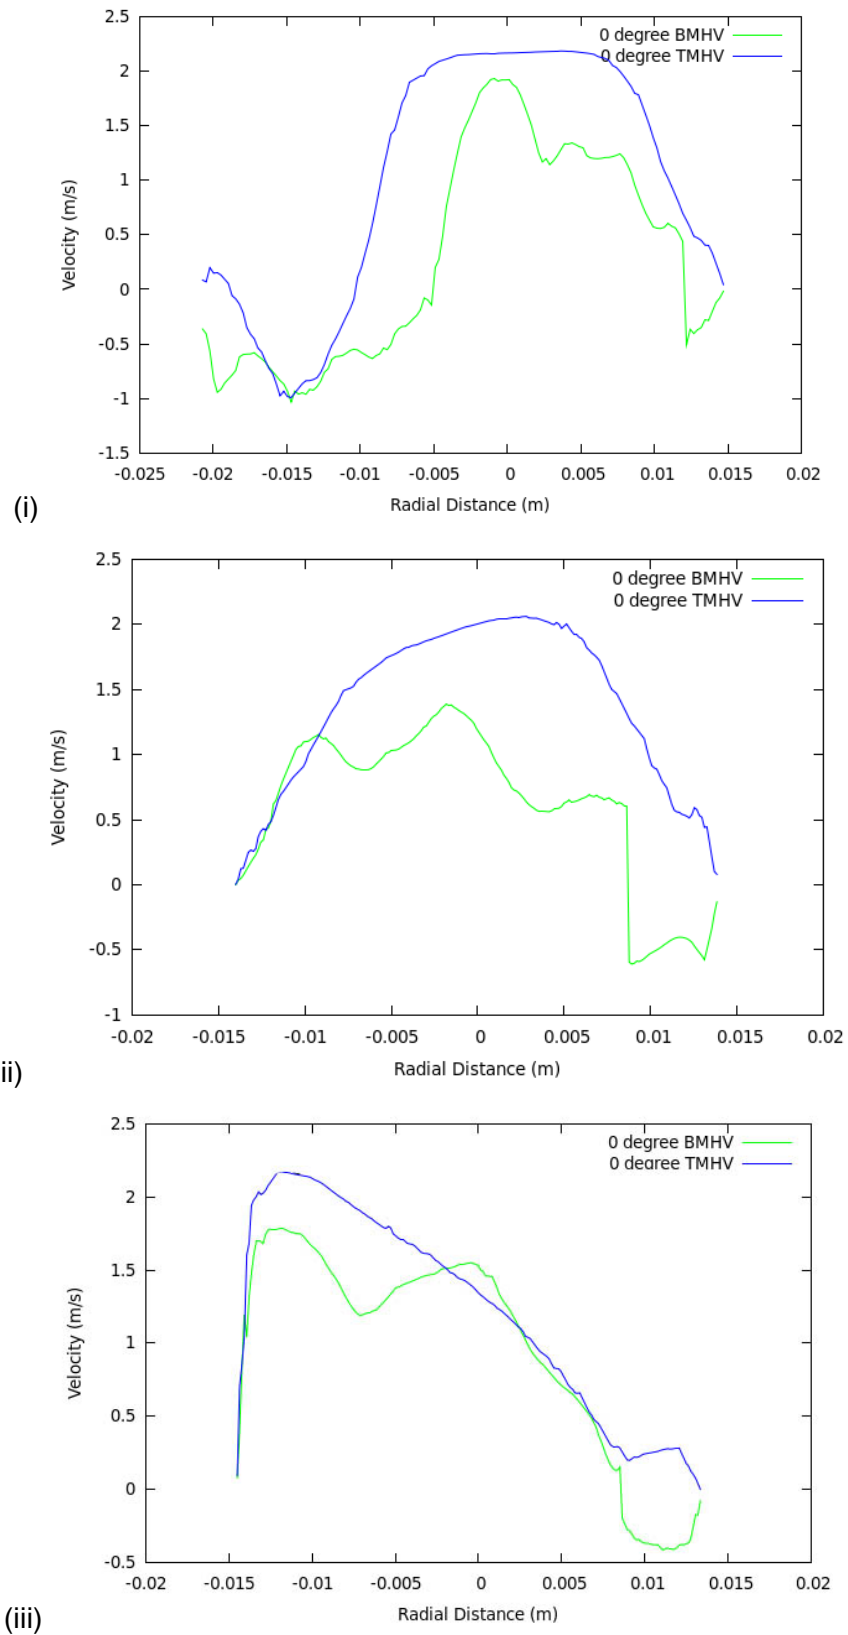 2.5
0 degree BMHV
0 degree TMHV
2
1.5
1
0.5
0
-0.5
-1
-1.5
Velocity (m/s)
-0.025 -0.02 -0.015 -0.01 -0.005 0 0.005 0.01 0.015 0.02
Radial Distance (m)
(i)
2.5
0 degree BMHV
0 degree TMHV
2
1.5
1
0.5
0
-0.5
-1
Velocity (m/s)
-0.02 -0.015 -0.01 -0.005 0 0.005 0.01 0.015 0.02
Radial Distance (m)
ii)
2.5
0 degree BMHV
0 degree TMHV
2
1.5
1
0.5
0
-0.5
Velocity (m/s)
-0.02 -0.015 -0.01 -0.005 0 0.005 0.01 0.015 0.02
Radial Distance (m)
(iii)